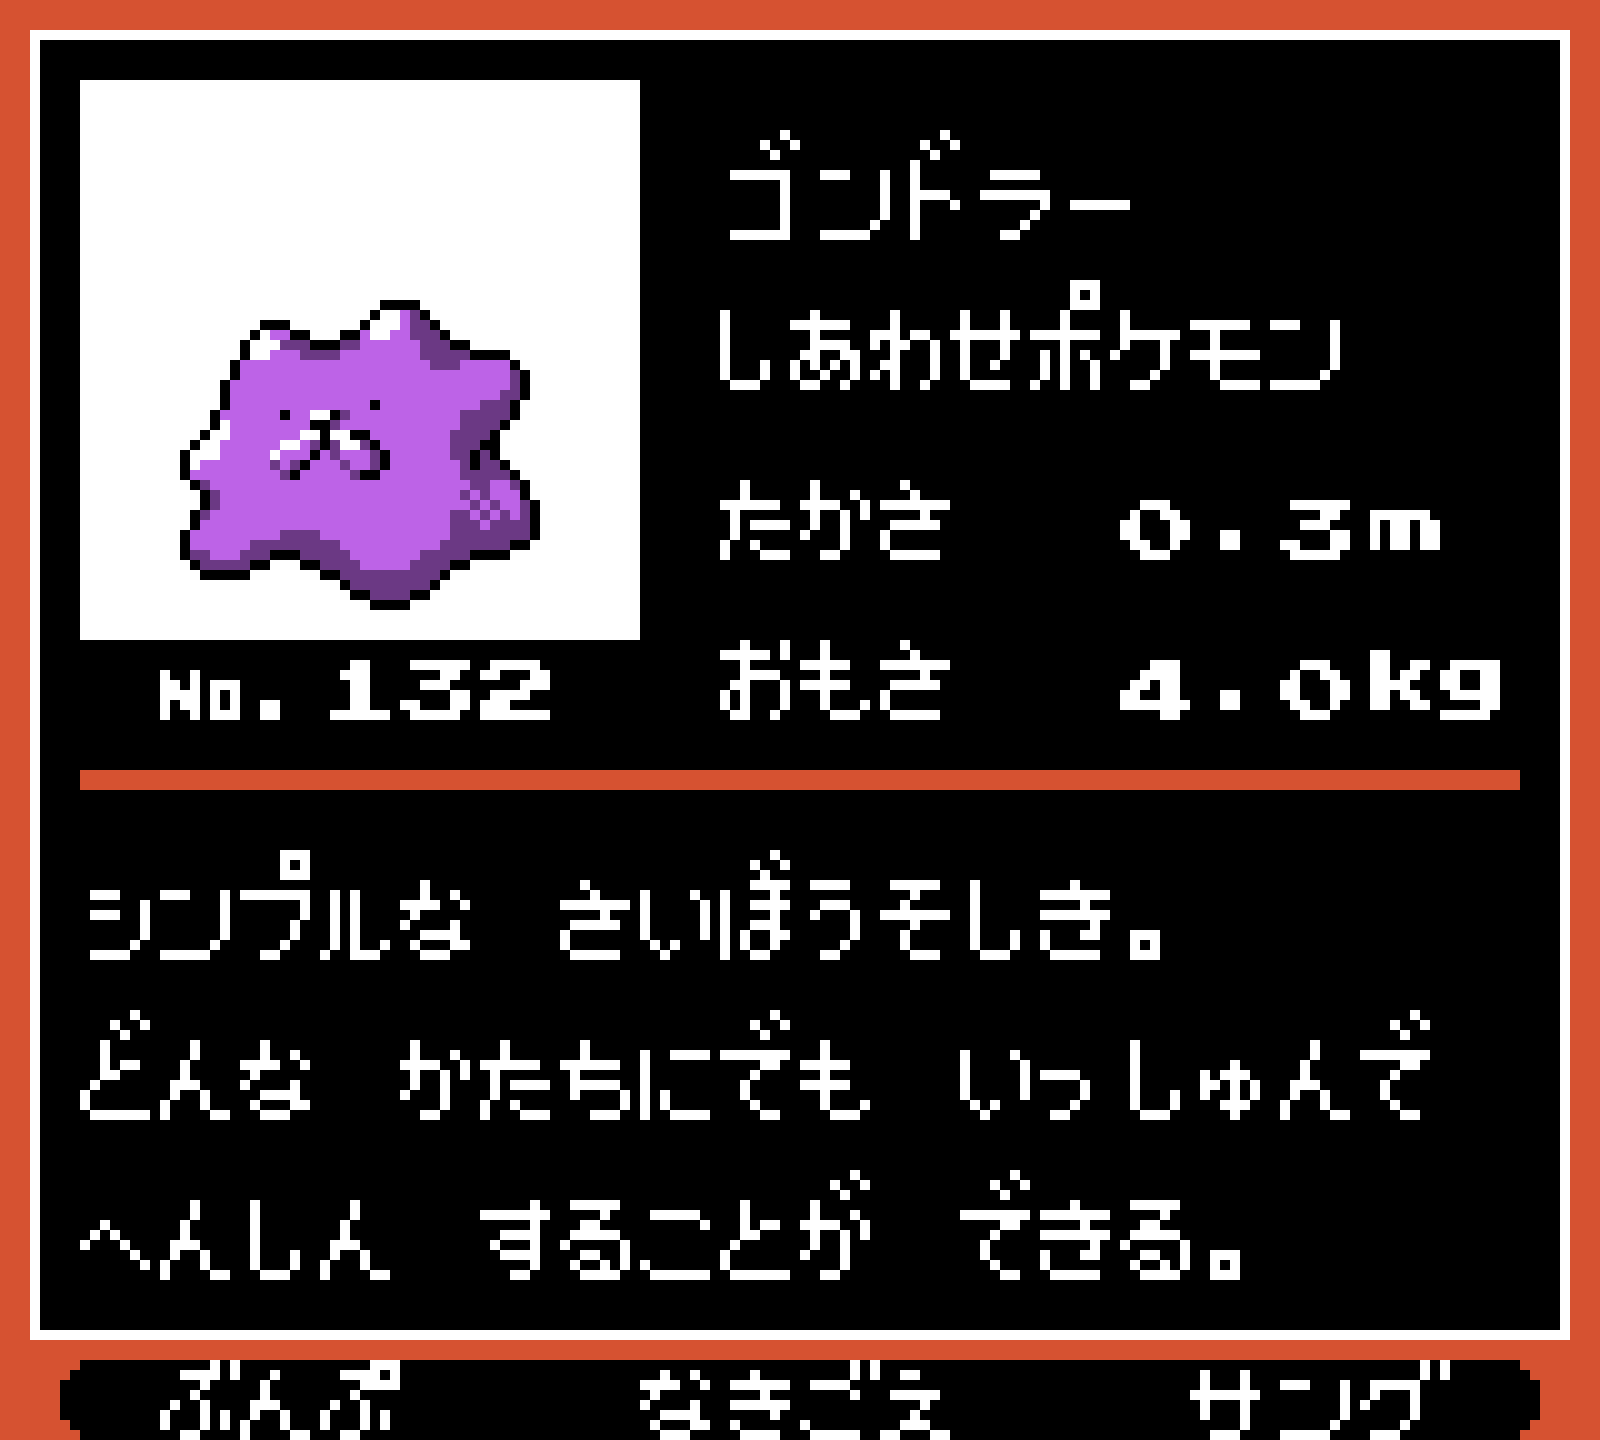 ゴンドラー
しあわせポケモン
たかさ 0.3m
おもさ 4.0kg
No.132
シンプルな さいぼうそしき。
どんな かたちにでも いっしゅんで
へんしん することが できる。
ぶんぷ なきごえ サング